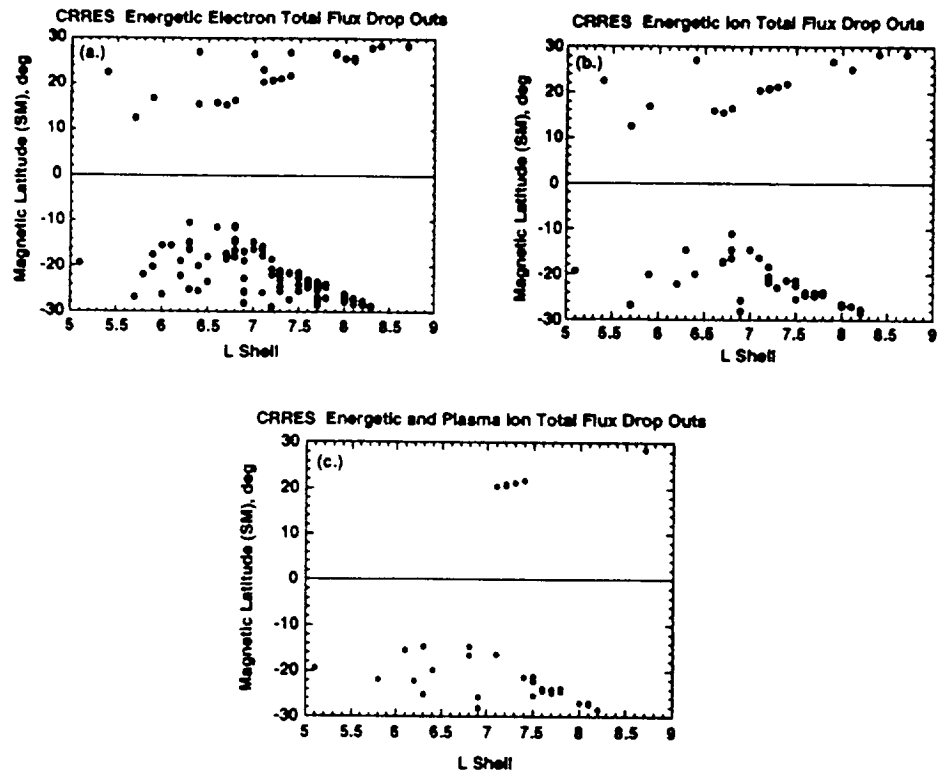 CRRES Energetic Electron Total Flux Drop Outs
(a.)
Magnetic Latitude (SM), deg
30
20
10
0
-10
-20
-30
5 5.5 6 6.5 7 7.5 8 8.5 9
L Shell
CRRES Energetic Ion Total Flux Drop Outs
(b.)
Magnetic Latitude (SM), deg
30
20
10
0
-10
-20
-30
5 5.5 6 6.5 7 7.5 8 8.5 9
L Shell
CRRES Energetic and Plasma Ion Total Flux Drop Outs
(c.)
Magnetic Latitude (SM), deg
30
20
10
0
-10
-20
-30
5 5.5 6 6.5 7 7.5 8 8.5 9
L Shell